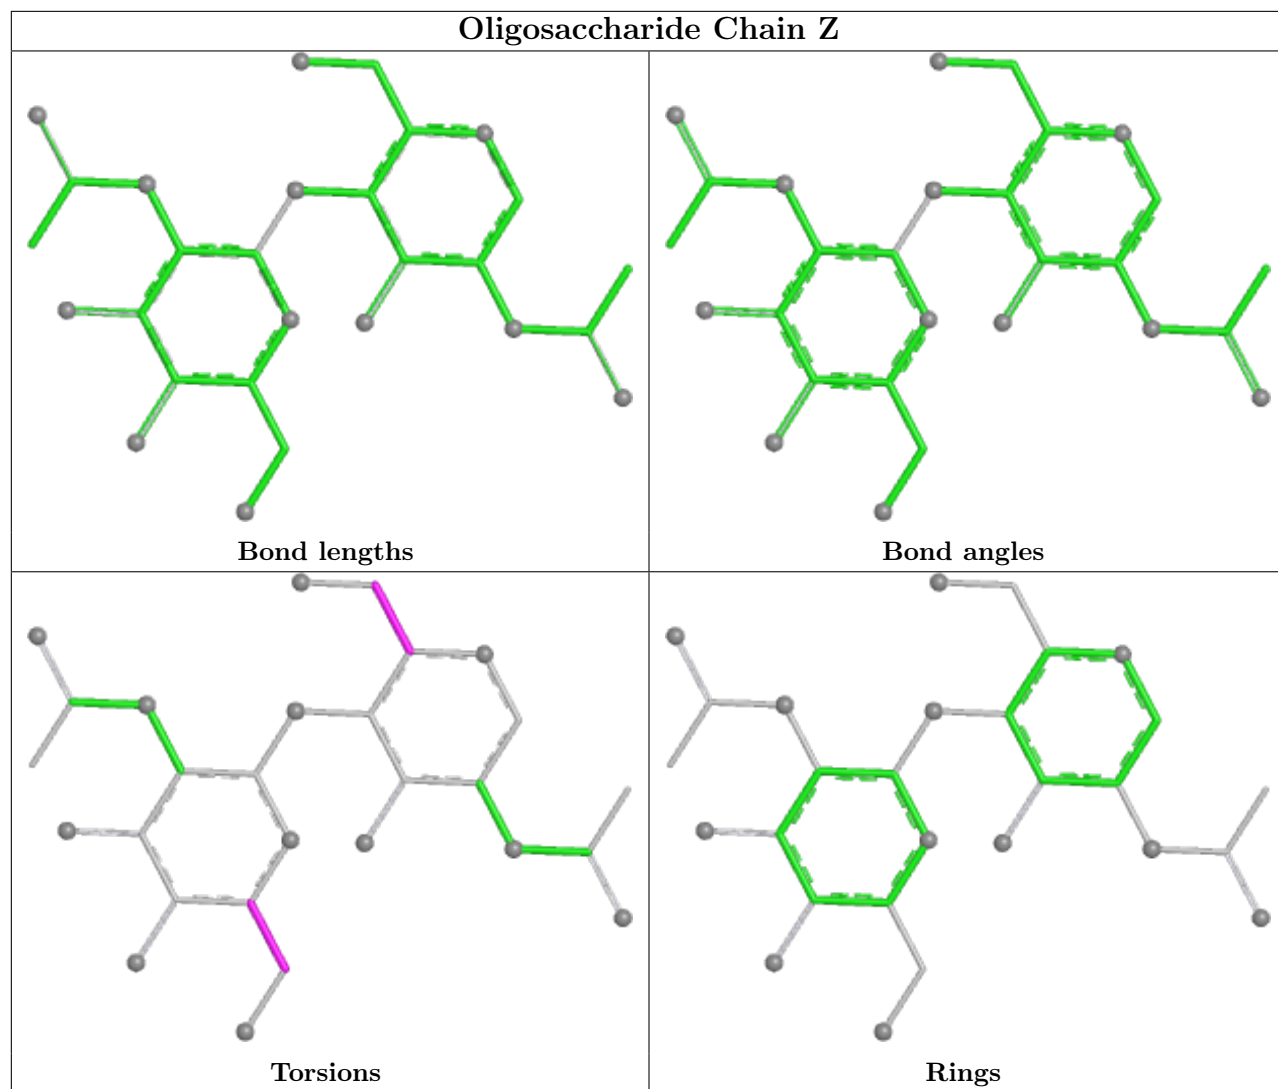 Oligosaccharide Chain Z
Bond lengths
Bond angles
Torsions
Rings